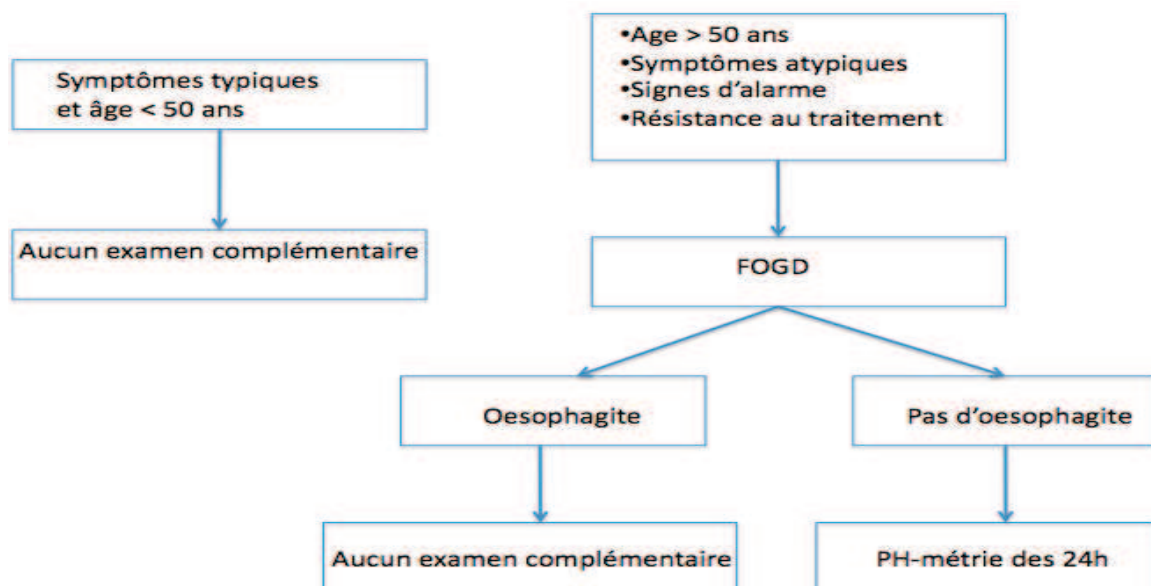 Symptômes typiques
et âge < 50 ans
Aucun examen complémentaire
•Age > 50 ans
•Symptômes atypiques
•Signes d’alarme
•Résistance au traitement
FOGD
Oesophagite
Pas d’oesophagite
Aucun examen complémentaire
PH-métrie des 24h